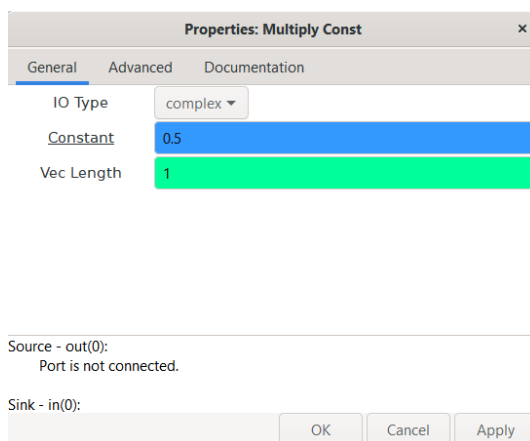 Properties: Multiply Const ×
General Advanced Documentation
IO Type complex
Constant 0.5
Vec Length 1
Source - out(0):
Port is not connected.
Sink - in(0):
OK Cancel Apply